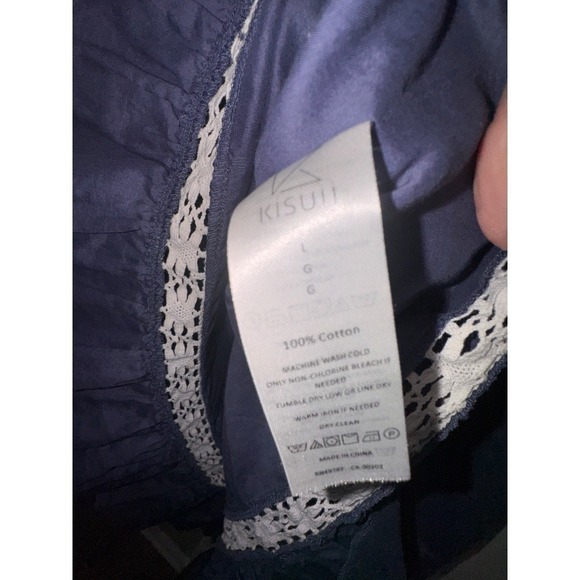 KISUII
L
G
G
100% Cotton
MACHINE WASH COLD
ONLY NON-CHLORINE BLEACH IF
NEEDED
TUMBLE DRY LOW OR LINE DRY
WARM IRON IF NEEDED
DRY CLEAN
MADE IN CHINA